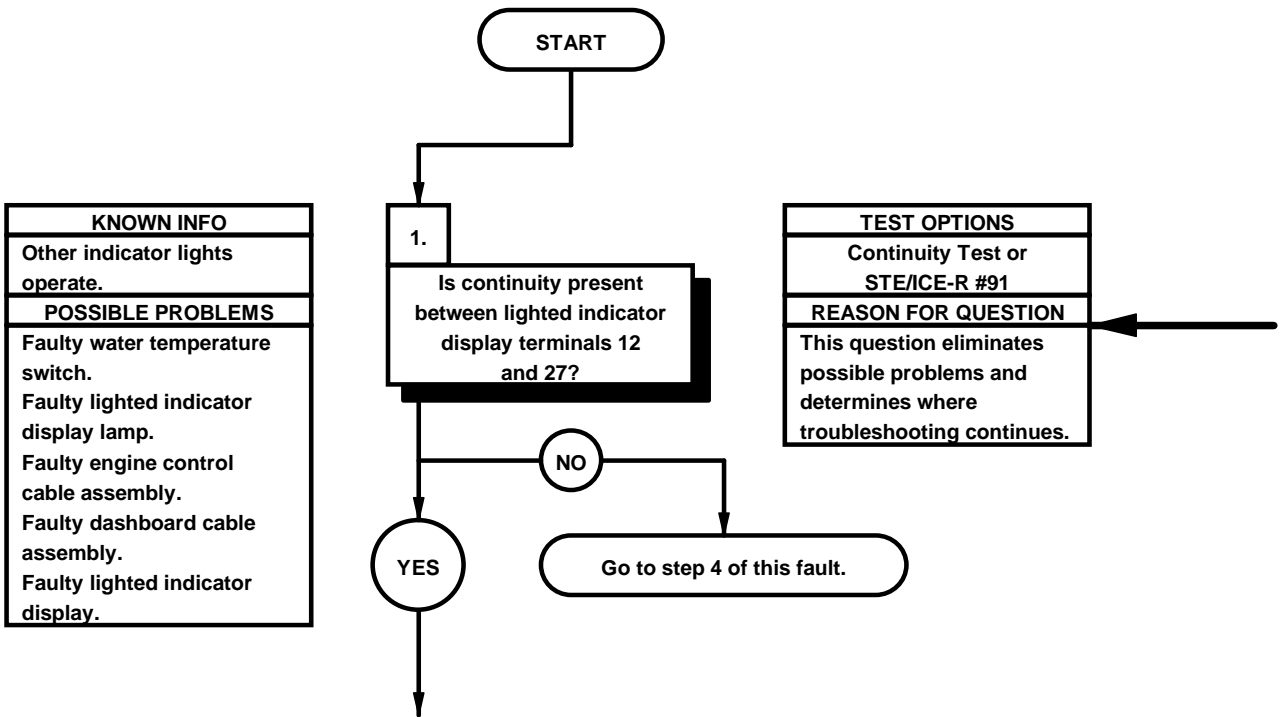 START
KNOWN INFO
Other indicator lights
operate.
POSSIBLE PROBLEMS
Faulty water temperature
switch.
Faulty lighted indicator
display lamp.
Faulty engine control
cable assembly.
Faulty dashboard cable
assembly.
Faulty lighted indicator
display.
1.
Is continuity present
between lighted indicator
display terminals 12
and 27?
NO
YES
Go to step 4 of this fault.
TEST OPTIONS
Continuity Test or
STE/ICE-R #91
REASON FOR QUESTION
This question eliminates
possible problems and
determines where
troubleshooting continues.